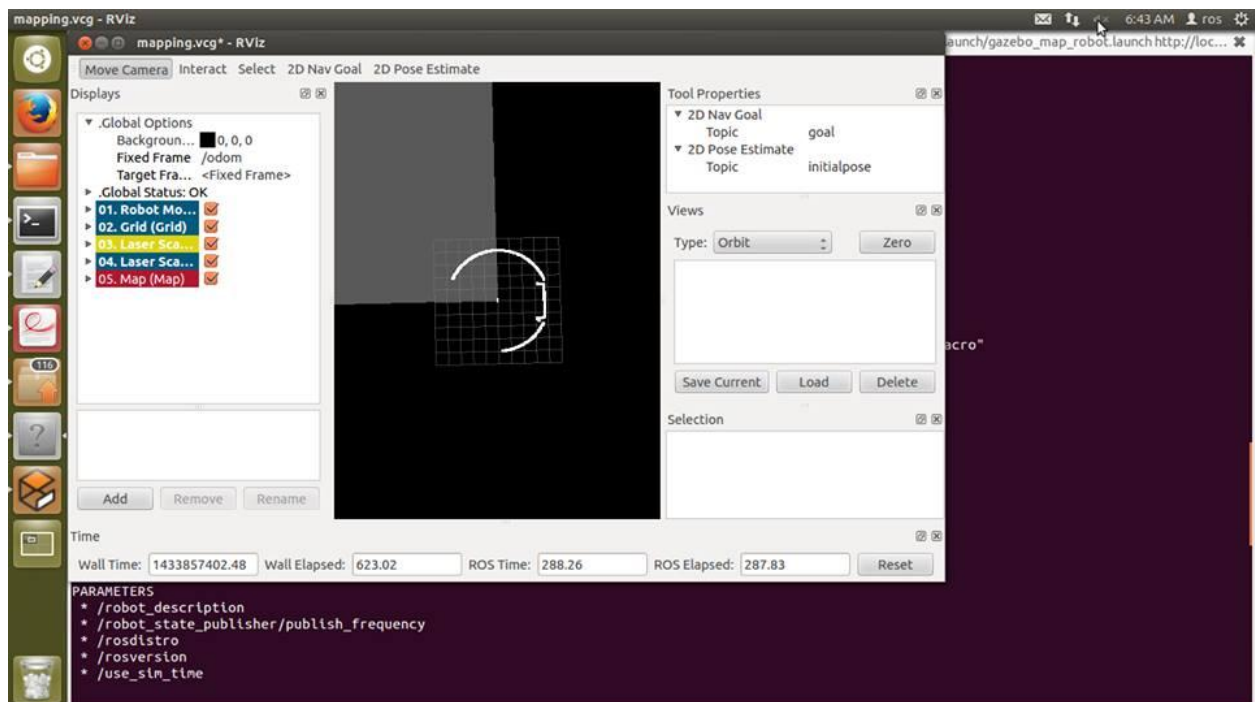 mapping.vcg - RViz
6:43 AM ros
mapping.vcg* - RViz
aunch/gazebo_map_robot.launch http://loc...
Move Camera Interact Select 2D Nav Goal 2D Pose Estimate
Displays
.Global Options
Backgroun... 0, 0, 0
Fixed Frame /odom
Target Fra... <Fixed Frame>
.Global Status: OK
01. Robot Mo...
02. Grid (Grid)
03. Laser Sca...
04. Laser Sca...
05. Map (Map)
Add Remove Rename
Tool Properties
2D Nav Goal
Topic goal
2D Pose Estimate
Topic initialpose
Views
Type: Orbit Zero
Save Current Load Delete
Selection
acro"
116
Time
Wall Time: 1433857402.48 Wall Elapsed: 623.02 ROS Time: 288.26 ROS Elapsed: 287.83 Reset
PARAMETERS
* /robot_description
* /robot_state_publisher/publish_frequency
* /rosdistro
* /rosversion
* /use_sim_time